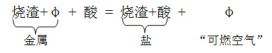 烧渣+ϕ + 酸 = 烧渣+酸 + ϕ
金属 盐 “可燃空气”